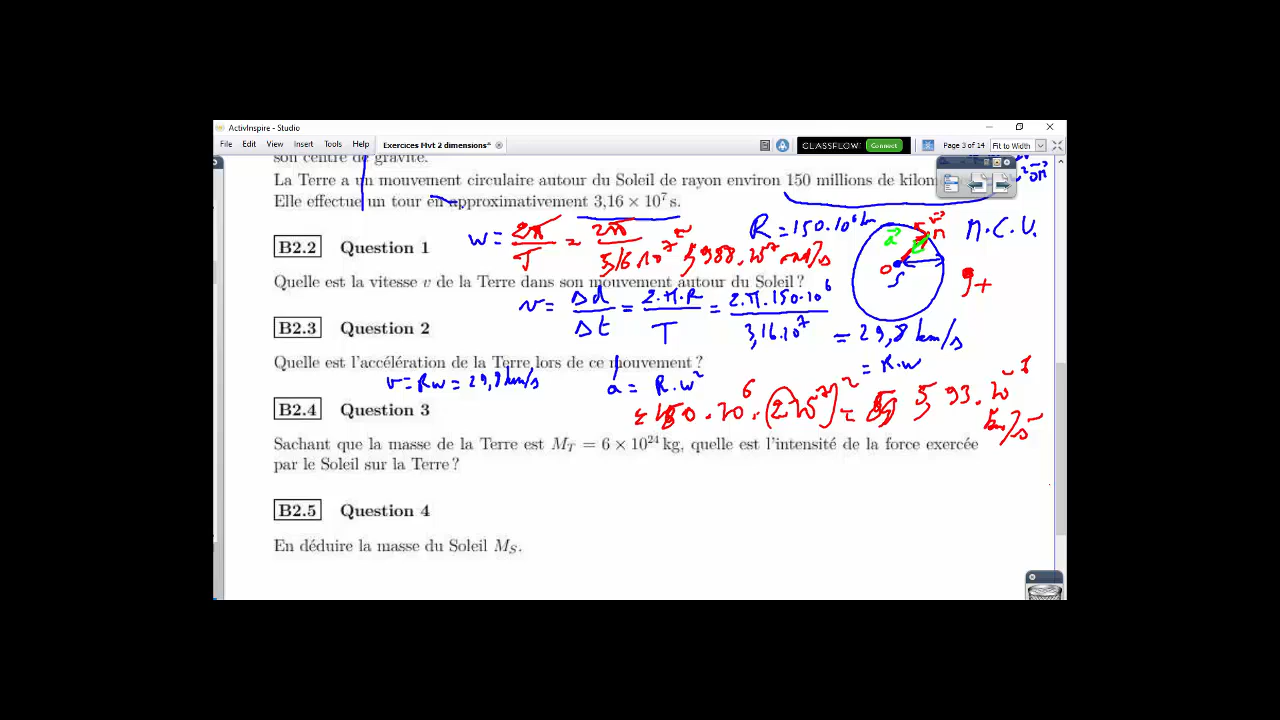 ActivInspire - Studio
File Edit View Insert Tools Help Exercices Mvt 2 dimensions* CLASSFLOW Connect Page 3 of 14 Fit to Width
son centre de gravité.
La Terre a un mouvement circulaire autour du Soleil de rayon environ 150 millions de kilom
Elle effectue un tour en approximativement 3,16 × 10⁷ s.
R = 150.10⁶ km
M.C.U.
B2.2 Question 1
w = 2π/T = 2π/3,16.10⁷
rad/s
Quelle est la vitesse v de la Terre dans son mouvement autour du Soleil ?
v = Δd/Δt = 2.π.R/T = 2.π.150.10⁶/3,16.10⁷
= 29,8 km/s
B2.3 Question 2
Quelle est l'accélération de la Terre lors de ce mouvement ?
= R.w
v = Rw = 29,8 km/s
a = R.w²
B2.4 Question 3
5,93.10
km/s
Sachant que la masse de la Terre est M_T = 6 × 10²⁴ kg, quelle est l'intensité de la force exercée
par le Soleil sur la Terre ?
B2.5 Question 4
En déduire la masse du Soleil M_S.